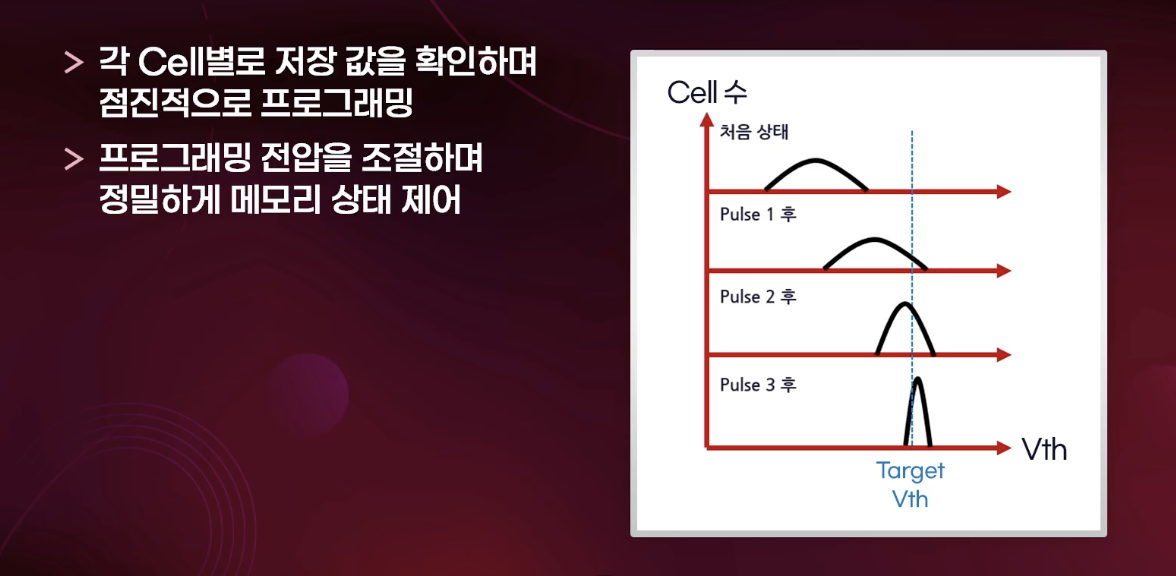 > 각 Cell별로 저장 값을 확인하며
점진적으로 프로그래밍
> 프로그래밍 전압을 조절하며
정밀하게 메모리 상태 제어
Cell 수
처음 상태
Pulse 1 후
Pulse 2 후
Pulse 3 후
Vth
Target
Vth